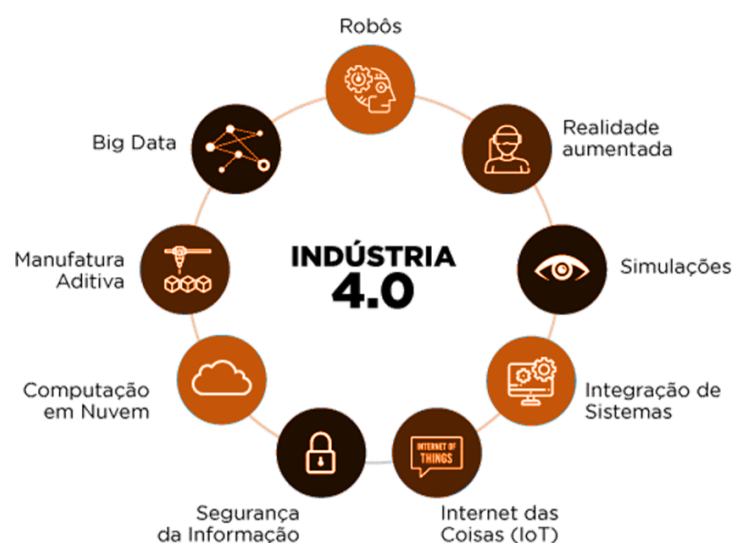 Robôs
Big Data
Realidade
aumentada
Manufatura
Aditiva
INDÚSTRIA
4.0
Simulações
Computação
em Nuvem
Integração de
Sistemas
INTERNET OF
THINGS
Segurança
da Informação
Internet das
Coisas (IoT)